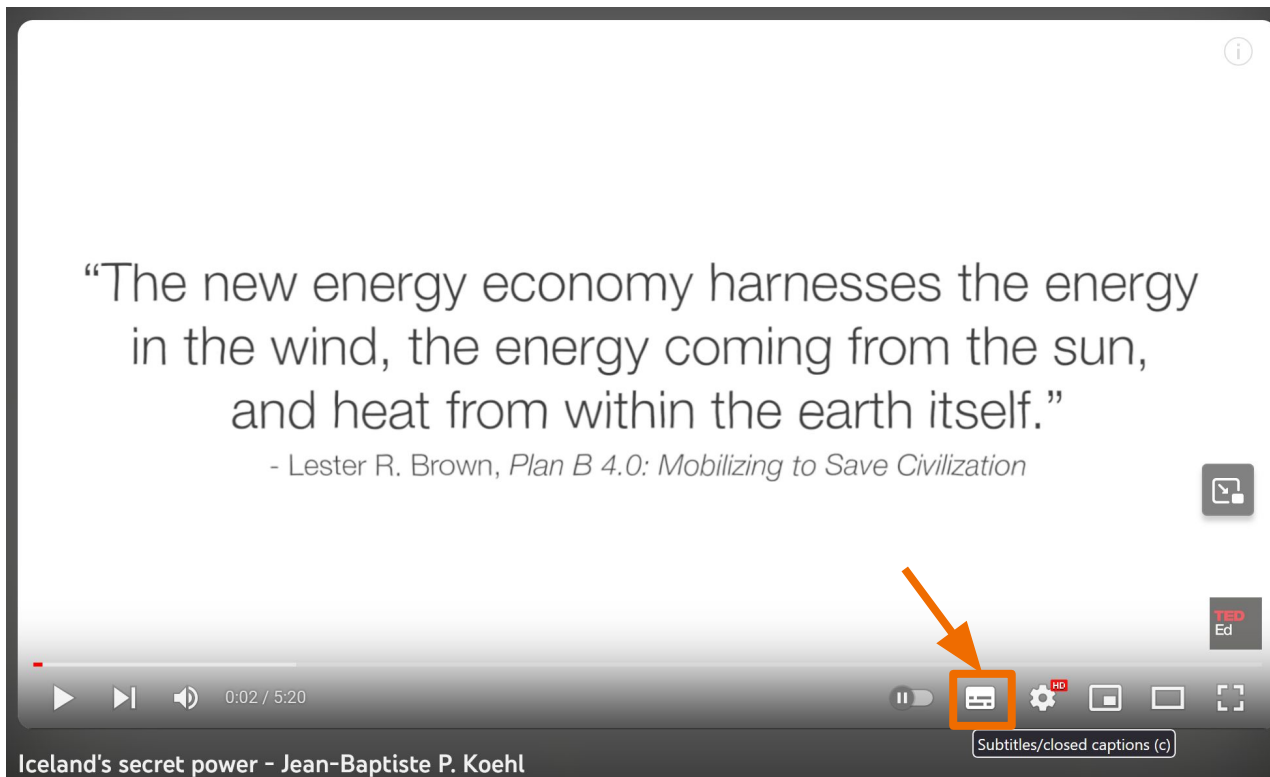 “The new energy economy harnesses the energy
in the wind, the energy coming from the sun,
and heat from within the earth itself.”
- Lester R. Brown, Plan B 4.0: Mobilizing to Save Civilization
TED
Ed
0:02 / 5:20
HD
Subtitles/closed captions (c)
Iceland's secret power - Jean-Baptiste P. Koehl